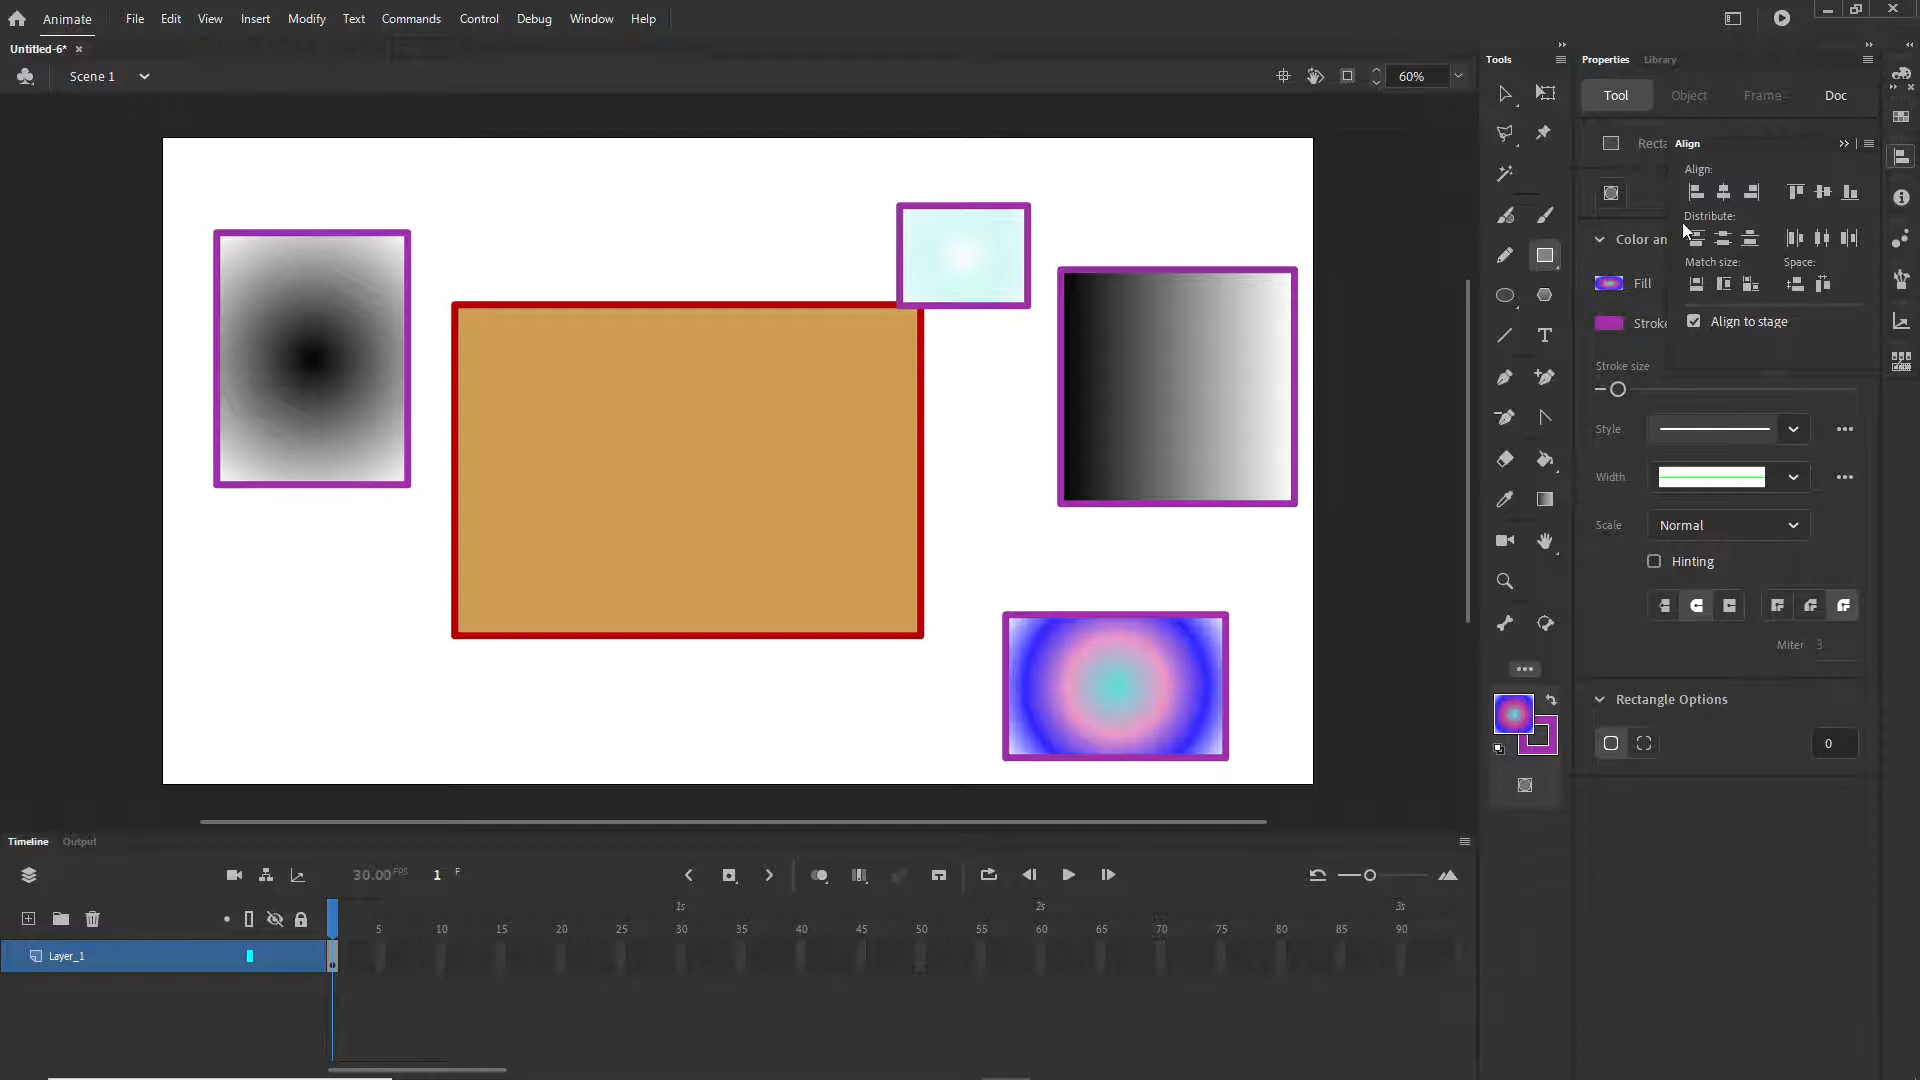 Animate File Edit View Insert Modify Text Commands Control Debug Window Help
Untitled-6*
Scene 1
60%
Tools
Properties Library
Tool Object Frame Doc
Recta
Align
Align:
Distribute:
Color an
Match size: Space:
Fill
Stroke
Align to stage
Stroke size
Style
Width
Scale Normal
Hinting
Miter 3
Rectangle Options
0
Timeline Output
30.00 FPS 1 F
1s 2s 3s
5 10 15 20 25 30 35 40 45 50 55 60 65 70 75 80 85 90
Layer_1